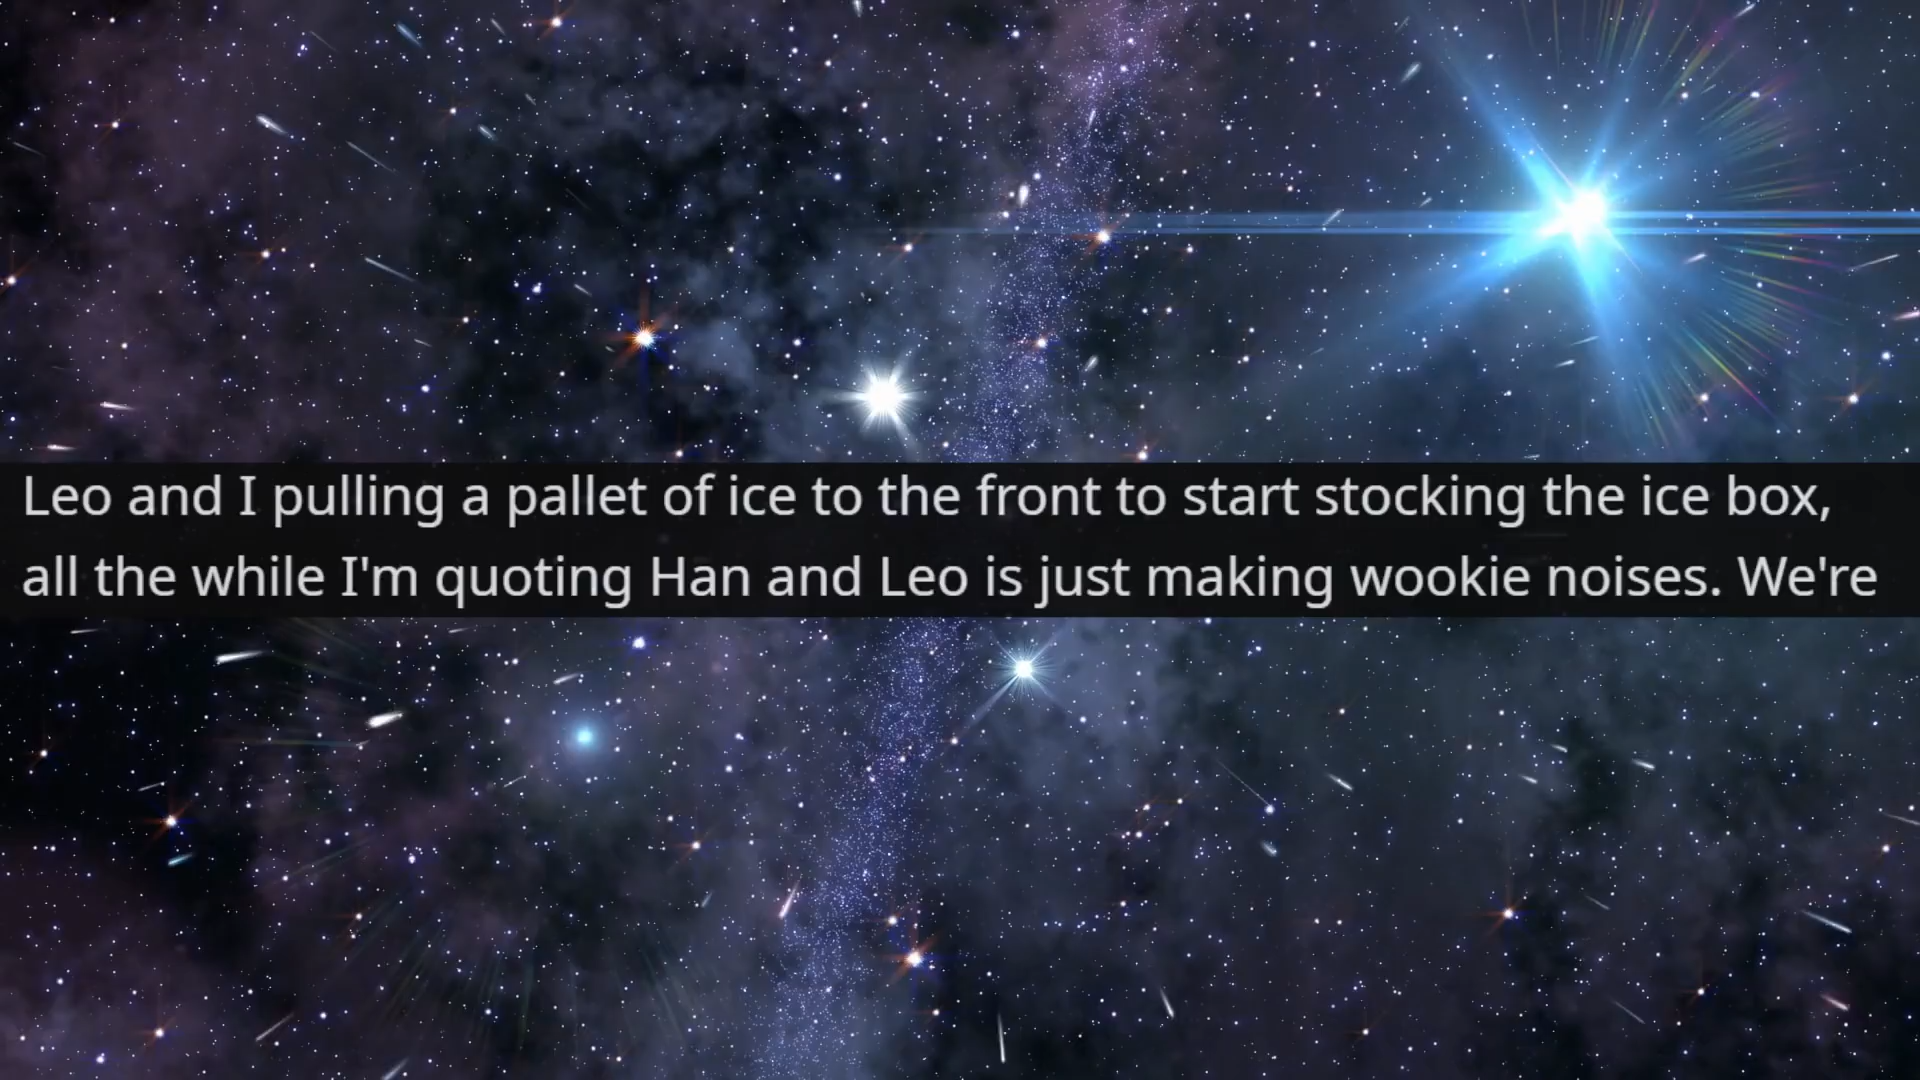 Leo and I pulling a pallet of ice to the front to start stocking the ice box,
all the while I'm quoting Han and Leo is just making wookie noises. We're